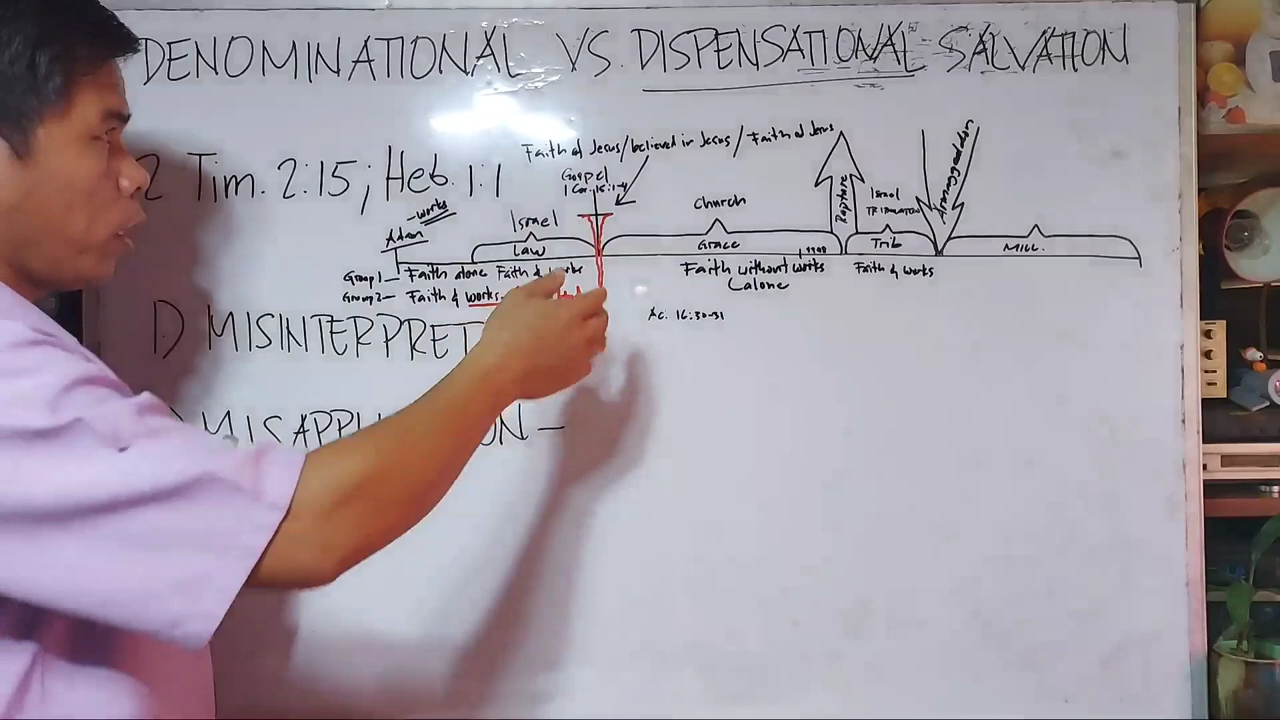 DENOMINATIONAL VS. DISPENSATIONAL SALVATION
2 Tim. 2:15; Heb. 1:1
Faith of Jesus/believed in Jesus/Faith of Jesus
Gospel
1 Cor. 15:1-4
- works
Adam
Israel
Law
Church
Grace
1998
Rapture
Israel
TRIBULATION
Trib
Armageddon
MILL.
Group 1 – Faith alone Faith & works
Group 2 – Faith & works
Faith without works
(alone
Faith & works
Ac. 16:30-31
1) MISINTERPRET
MISAPPLI ON –